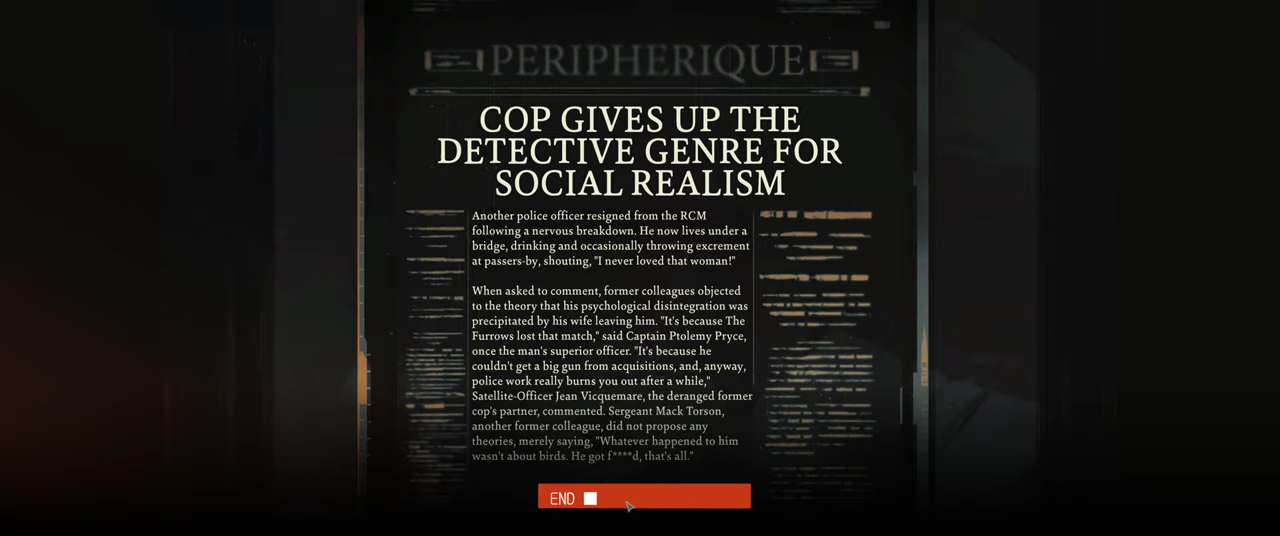 PERIPHERIQUE
COP GIVES UP THE
DETECTIVE GENRE FOR
SOCIAL REALISM
Another police officer resigned from the RCM
following a nervous breakdown. He now lives under a
bridge, drinking and occasionally throwing excrement
at passers-by, shouting, "I never loved that woman!"
When asked to comment, former colleagues objected
to the theory that his psychological disintegration was
precipitated by his wife leaving him. "It's because The
Furrows lost that match," said Captain Ptolemy Pryce,
once the man's superior officer. "It's because he
couldn't get a big gun from acquisitions, and, anyway,
police work really burns you out after a while,"
Satellite-Officer Jean Vicquemare, the deranged former
cop's partner, commented. Sergeant Mack Torson,
another former colleague, did not propose any
theories, merely saying, "Whatever happened to him
wasn't about birds. He got f****d, that's all."
END